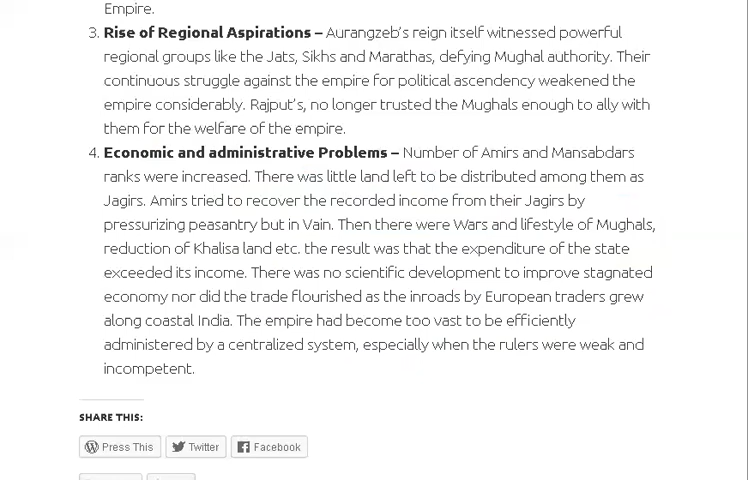 Empire.
3. Rise of Regional Aspirations – Aurangzeb's reign itself witnessed powerful
regional groups like the Jats, Sikhs and Marathas, defying Mughal authority. Their
continuous struggle against the empire for political ascendency weakened the
empire considerably. Rajput's, no longer trusted the Mughals enough to ally with
them for the welfare of the empire.
4. Economic and administrative Problems – Number of Amirs and Mansabdars
ranks were increased. There was little land left to be distributed among them as
Jagirs. Amirs tried to recover the recorded income from their Jagirs by
pressurizing peasantry but in Vain. Then there were Wars and lifestyle of Mughals,
reduction of Khalisa land etc. the result was that the expenditure of the state
exceeded its income. There was no scientific development to improve stagnated
economy nor did the trade flourished as the inroads by European traders grew
along coastal India. The empire had become too vast to be efficiently
administered by a centralized system, especially when the rulers were weak and
incompetent.
SHARE THIS:
Press This Twitter Facebook